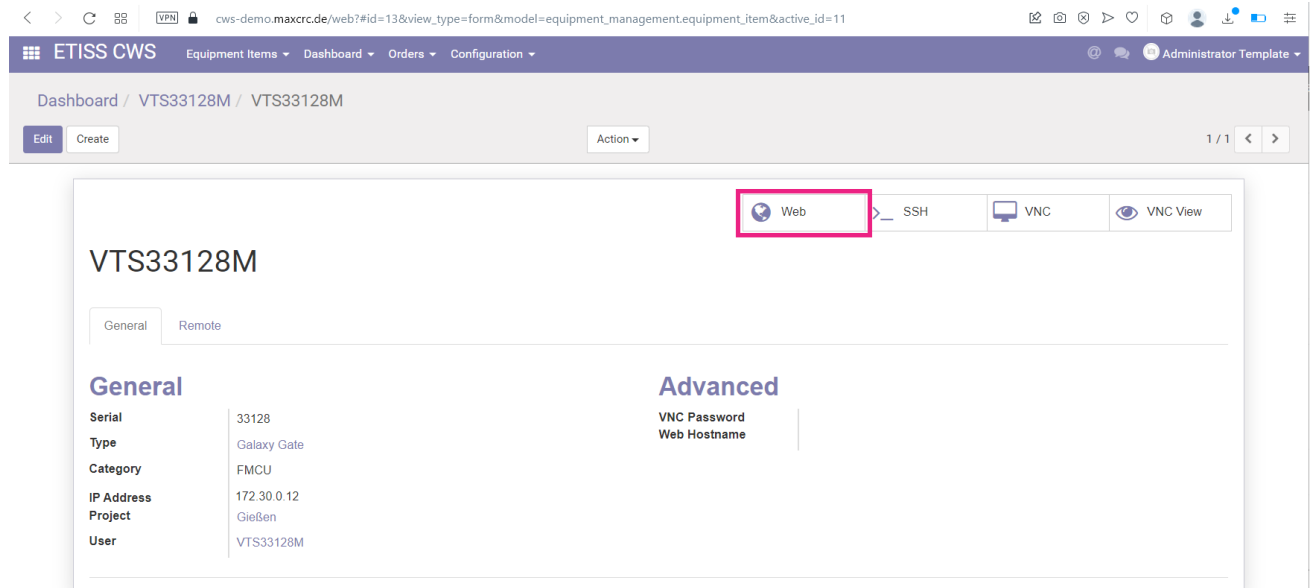 VPN cws-demo.maxcrc.de/web?#id=13&view_type=form&model=equipment_management.equipment_item&active_id=11
ETISS CWS Equipment Items Dashboard Orders Configuration @ Administrator Template
Dashboard / VTS33128M / VTS33128M
Edit Create Action 1 / 1
Web >_ SSH VNC VNC View
VTS33128M
General Remote
General Advanced
Serial 33128 VNC Password
Type Galaxy Gate Web Hostname
Category FMCU
IP Address 172.30.0.12
Project Gießen
User VTS33128M